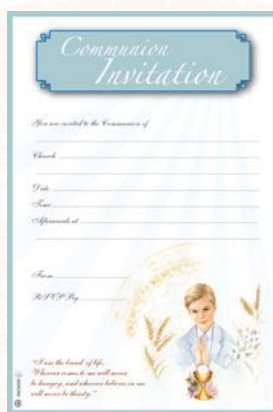 Communion
Invitation
You are invited to the Communion of
Church
Date
Time
Afterwards at
From
RSVP By
"I am the bread of life,
Whoever comes to me will never
be hungry, and whoever believes in me
will never be thirsty."